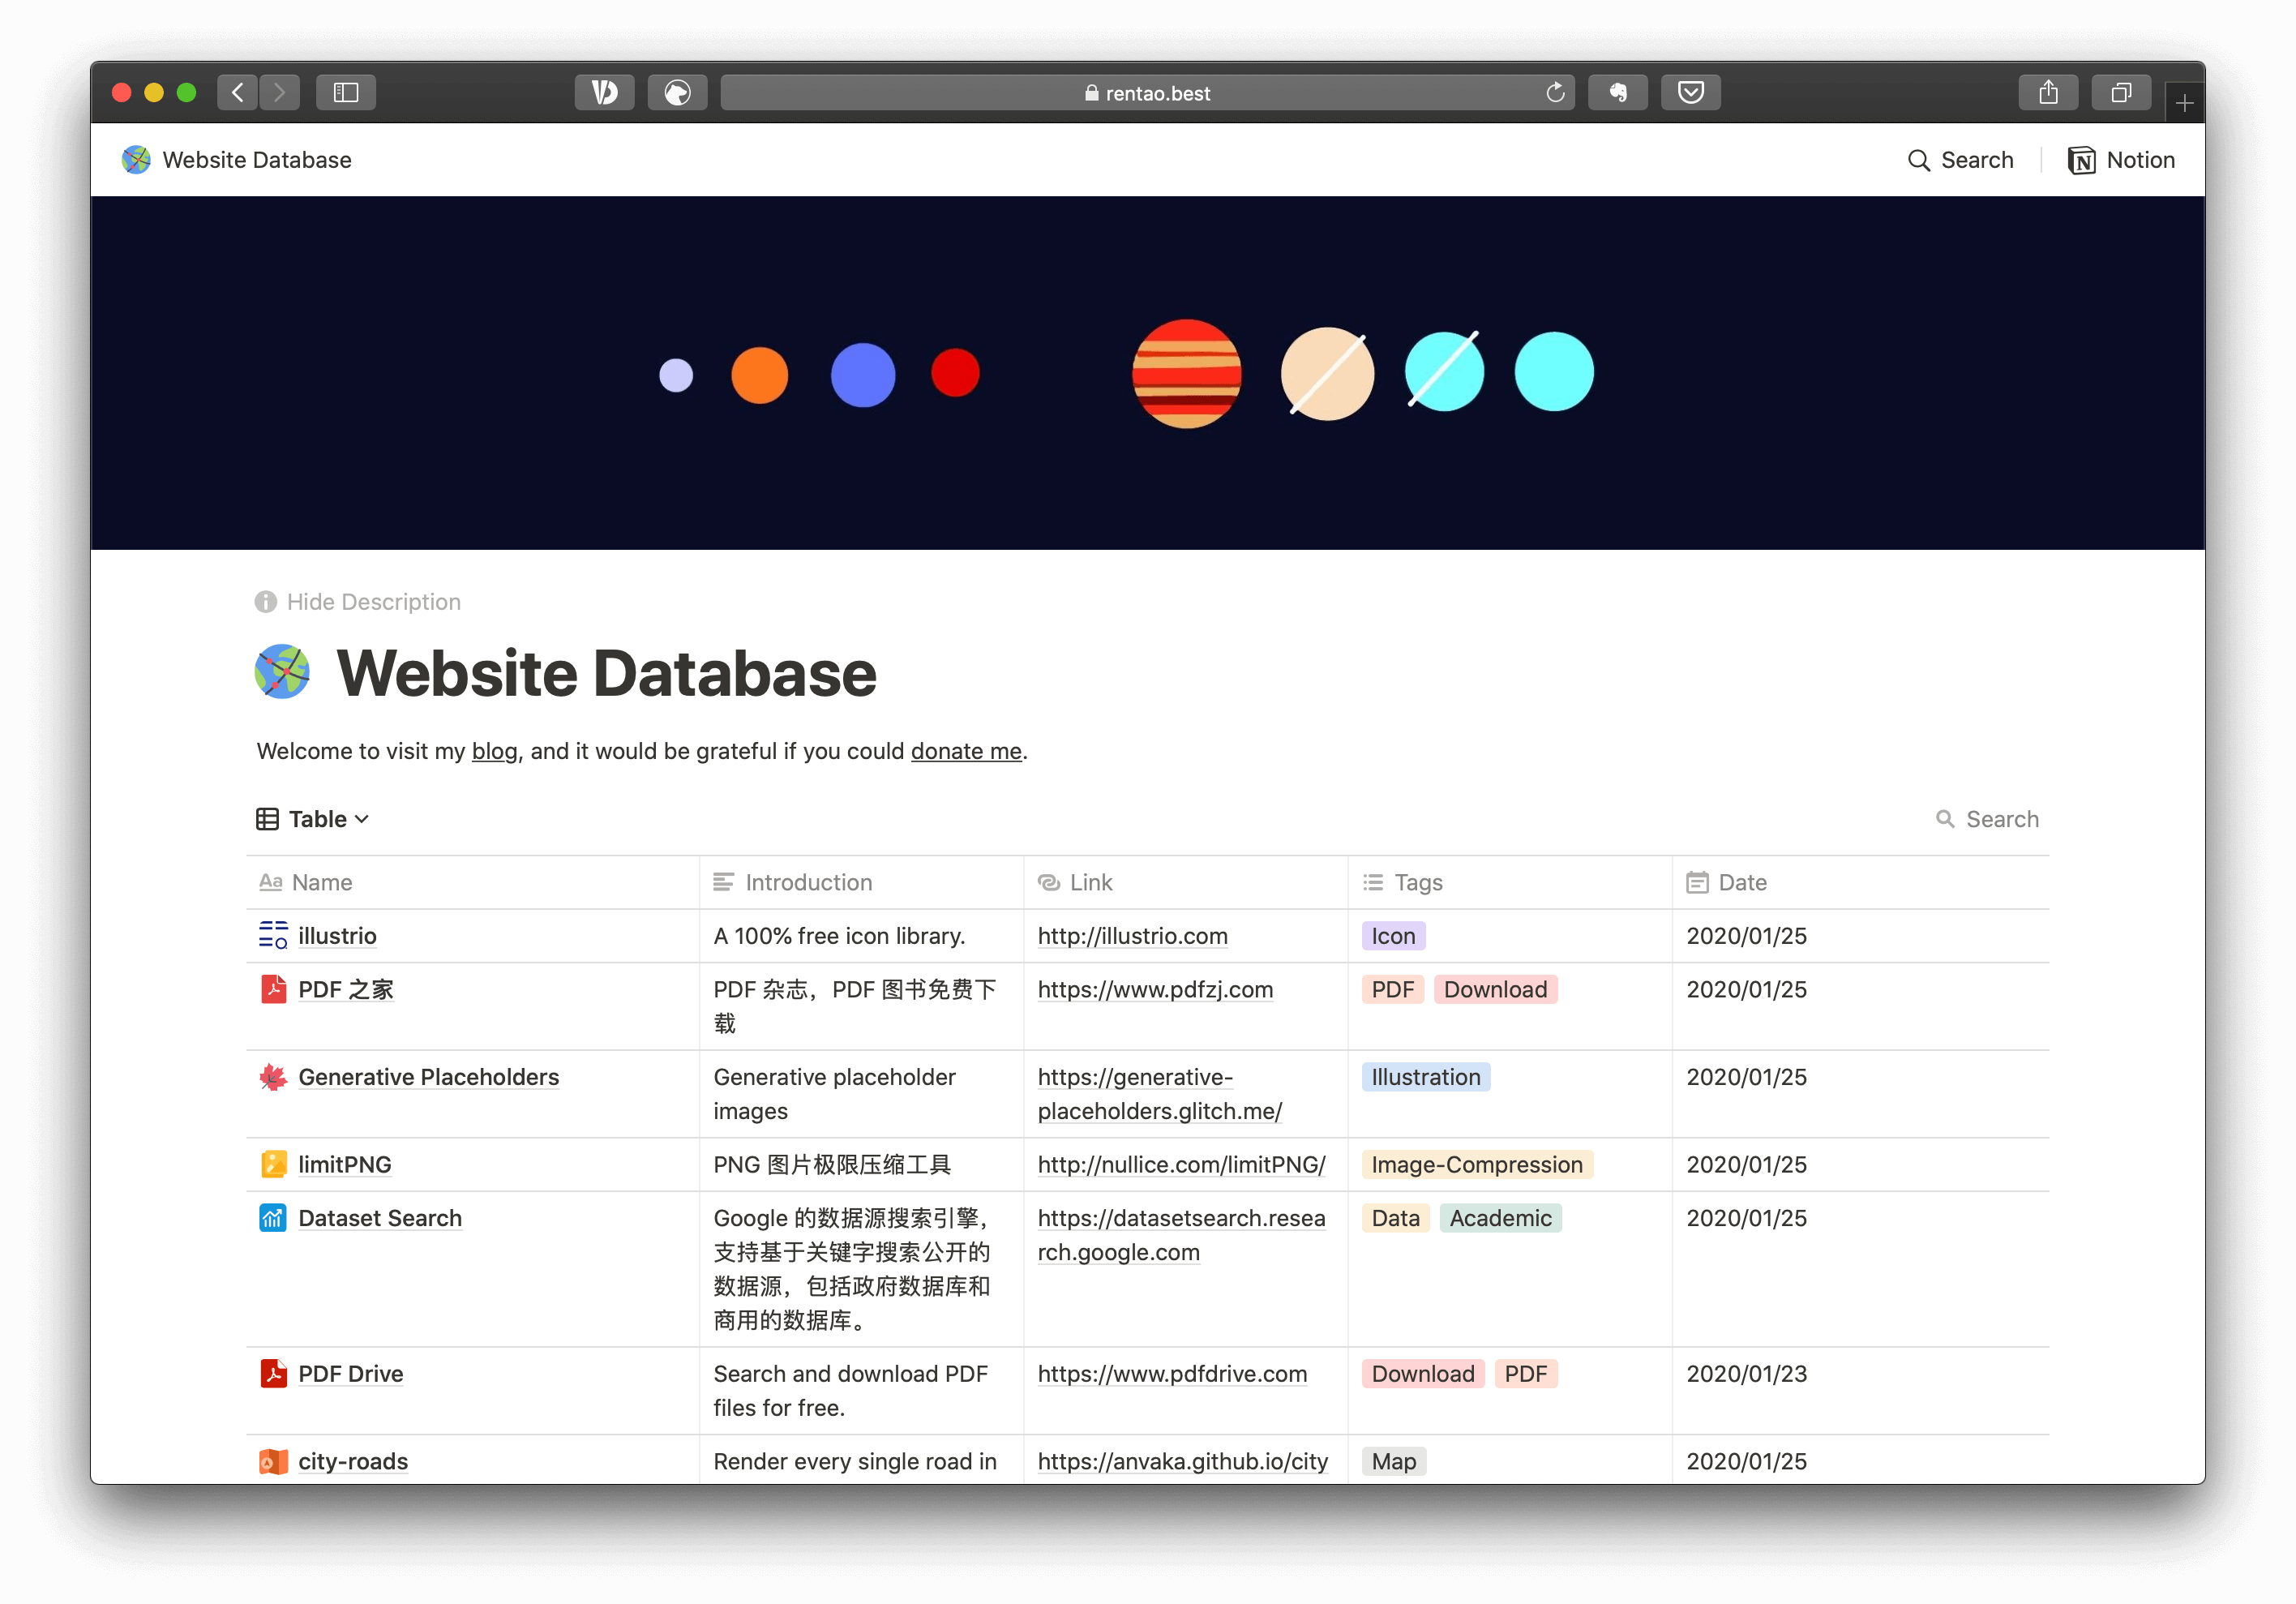 rentao.best
Website Database
Search
Notion
Hide Description
Website Database
Welcome to visit my blog, and it would be grateful if you could donate me.
Table
Search
Aa Name
Introduction
Link
Tags
Date
illustrio
A 100% free icon library.
http://illustrio.com
Icon
2020/01/25
PDF 之家
PDF 杂志，PDF 图书免费下
载
https://www.pdfzj.com
PDF Download
2020/01/25
Generative Placeholders
Generative placeholder
images
https://generative-
placeholders.glitch.me/
Illustration
2020/01/25
limitPNG
PNG 图片极限压缩工具
http://nullice.com/limitPNG/
Image-Compression
2020/01/25
Dataset Search
Google 的数据源搜索引擎，
支持基于关键字搜索公开的
数据源，包括政府数据库和
商用的数据库。
https://datasetsearch.resea
rch.google.com
Data Academic
2020/01/25
PDF Drive
Search and download PDF
files for free.
https://www.pdfdrive.com
Download PDF
2020/01/23
city-roads
Render every single road in
https://anvaka.github.io/city
Map
2020/01/25